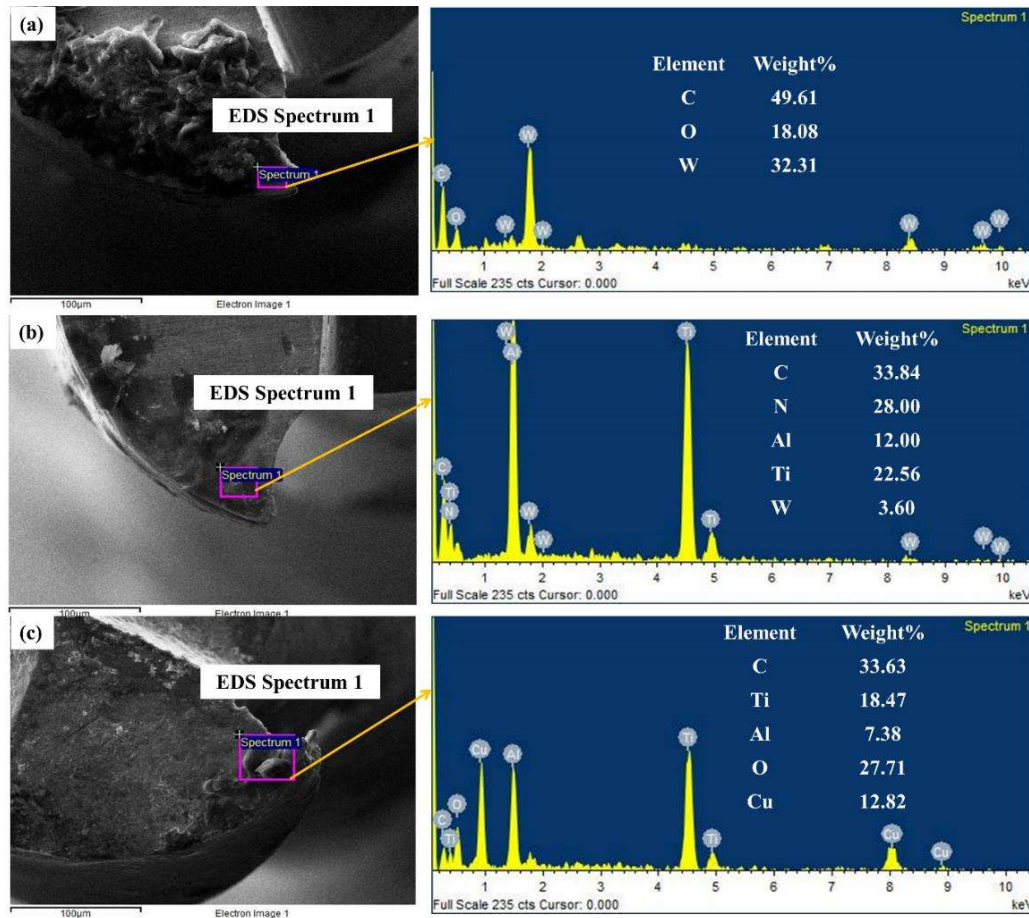 (a)
EDS Spectrum 1
Spectrum 1
100μm
Electron Image 1
Spectrum 1
Element Weight%
C 49.61
O 18.08
W 32.31
C
O
W
W
W
W
W
W
1 2 3 4 5 6 7 8 9 10
Full Scale 235 cts Cursor: 0.000 keV
(b)
EDS Spectrum 1
Spectrum 1
100μm
Electron Image 1
Spectrum 1
Element Weight%
C 33.84
N 28.00
Al 12.00
Ti 22.56
W 3.60
C
Ti
N
W
Al
W
W
Ti
Ti
W
W
W
1 2 3 4 5 6 7 8 9 10
Full Scale 235 cts Cursor: 0.000 keV
(c)
EDS Spectrum 1
Spectrum 1
100μm
Electron Image 1
Spectrum 1
Element Weight%
C 33.63
Ti 18.47
Al 7.38
O 27.71
Cu 12.82
C
Ti
O
Cu
Al
Ti
Ti
Cu
Cu
1 2 3 4 5 6 7 8 9 10
Full Scale 235 cts Cursor: 0.000 keV